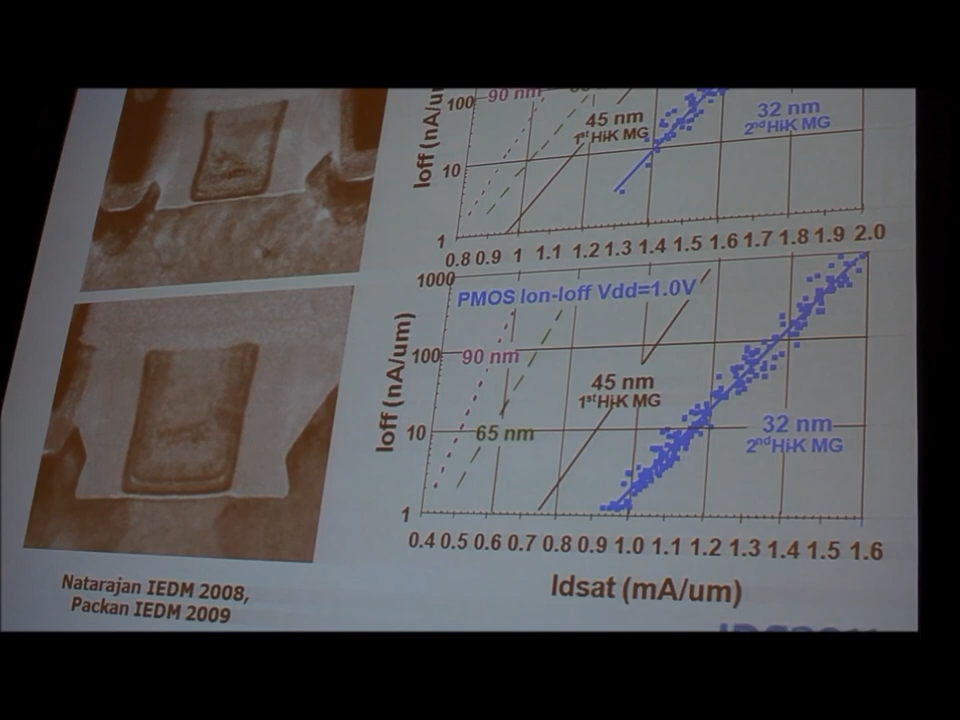 Ioff (nA/u
100
90 nm
10
1
45 nm
1st HiK MG
32 nm
2nd HiK MG
0.8 0.9 1 1.1 1.2 1.3 1.4 1.5 1.6 1.7 1.8 1.9 2.0
Ioff (nA/um)
1000
100
10
1
PMOS Ion-Ioff Vdd=1.0V
90 nm
65 nm
45 nm
1st HiK MG
32 nm
2nd HiK MG
0.4 0.5 0.6 0.7 0.8 0.9 1.0 1.1 1.2 1.3 1.4 1.5 1.6
Idsat (mA/um)
Natarajan IEDM 2008,
Packan IEDM 2009